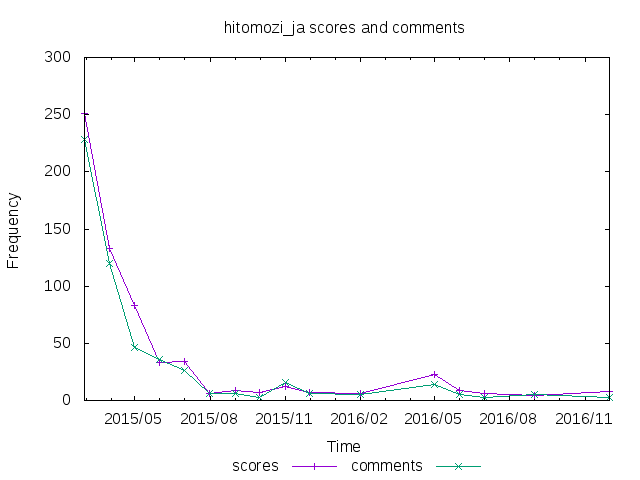 hitomozi_ja scores and comments
300
250
200
150
100
50
0
Frequency
2015/05 2015/08 2015/11 2016/02 2016/05 2016/08 2016/11
Time
scores comments